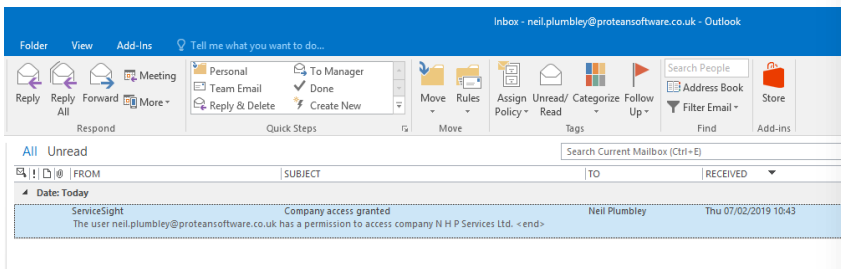 Inbox - neil.plumbley@proteansoftware.co.uk - Outlook
Folder View Add-Ins Tell me what you want to do...
Reply Reply All Forward Meeting More
Respond
Personal To Manager
Team Email Done
Reply & Delete Create New
Quick Steps
Move Rules
Move
Assign Policy Unread/ Read Categorize Follow Up
Tags
Search People
Address Book
Filter Email
Find
Store
Add-ins
All Unread
Search Current Mailbox (Ctrl+E)
FROM SUBJECT TO RECEIVED
Date: Today
ServiceSight Company access granted Neil Plumbley Thu 07/02/2019 10:43
The user neil.plumbley@proteansoftware.co.uk has a permission to access company N H P Services Ltd. <end>